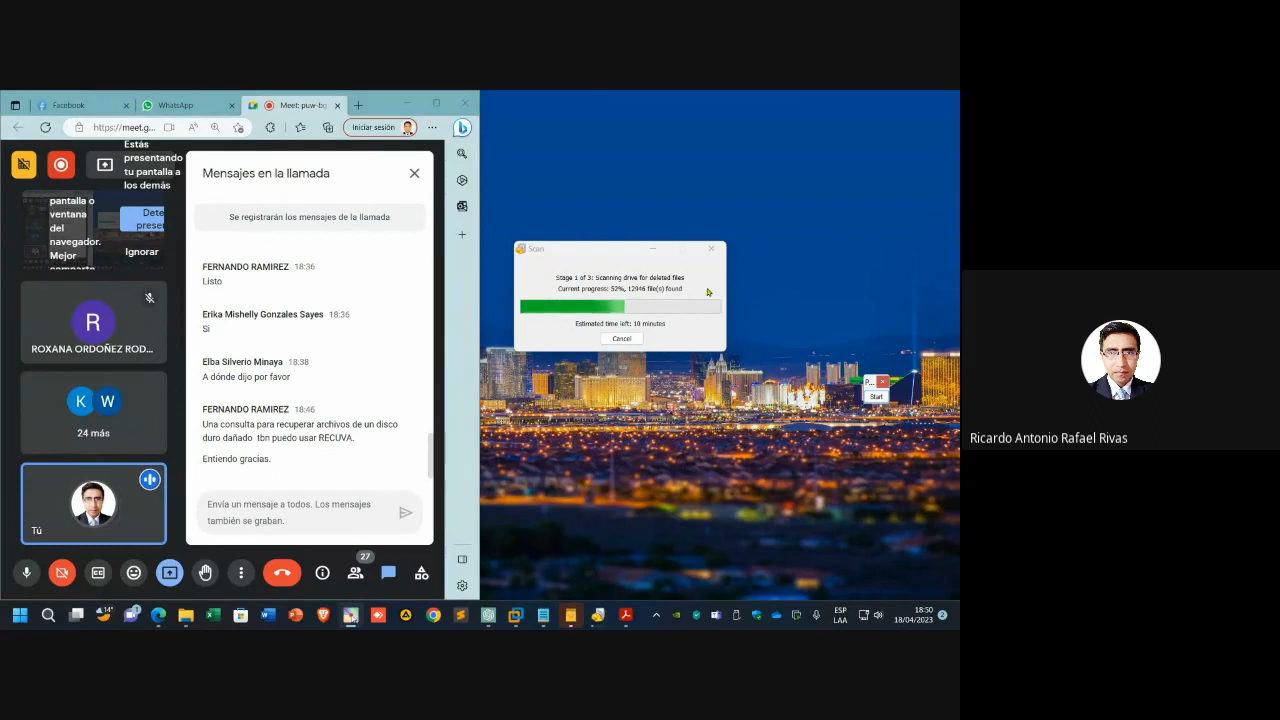 Facebook
WhatsApp
Meet: puw-bg
https://meet.g...
Iniciar sesión
Estás
presentando
tu pantalla a
los demás
pantalla o
ventana
del
navegador.
Mejor
Dete
presen
Ignorar
R
ROXANA ORDOÑEZ ROD...
K W
24 más
Tú
Mensajes en la llamada
Se registrarán los mensajes de la llamada
FERNANDO RAMIREZ 18:36
Listo
Erika Mishelly Gonzales Sayes 18:36
Si
Elba Silverio Minaya 18:38
A dónde dijo por favor
FERNANDO RAMIREZ 18:46
Una consulta para recuperar archivos de un disco
duro dañado tbn puedo usar RECUVA.
Entiendo gracias.
Envía un mensaje a todos. Los mensajes
también se graban.
27
Scan
Stage 1 of 3: Scanning drive for deleted files
Current progress: 52%, 12946 file(s) found
Estimated time left: 10 minutes
Cancel
P...
Start
14°
ESP
LAA
18:50
18/04/2023
Ricardo Antonio Rafael Rivas